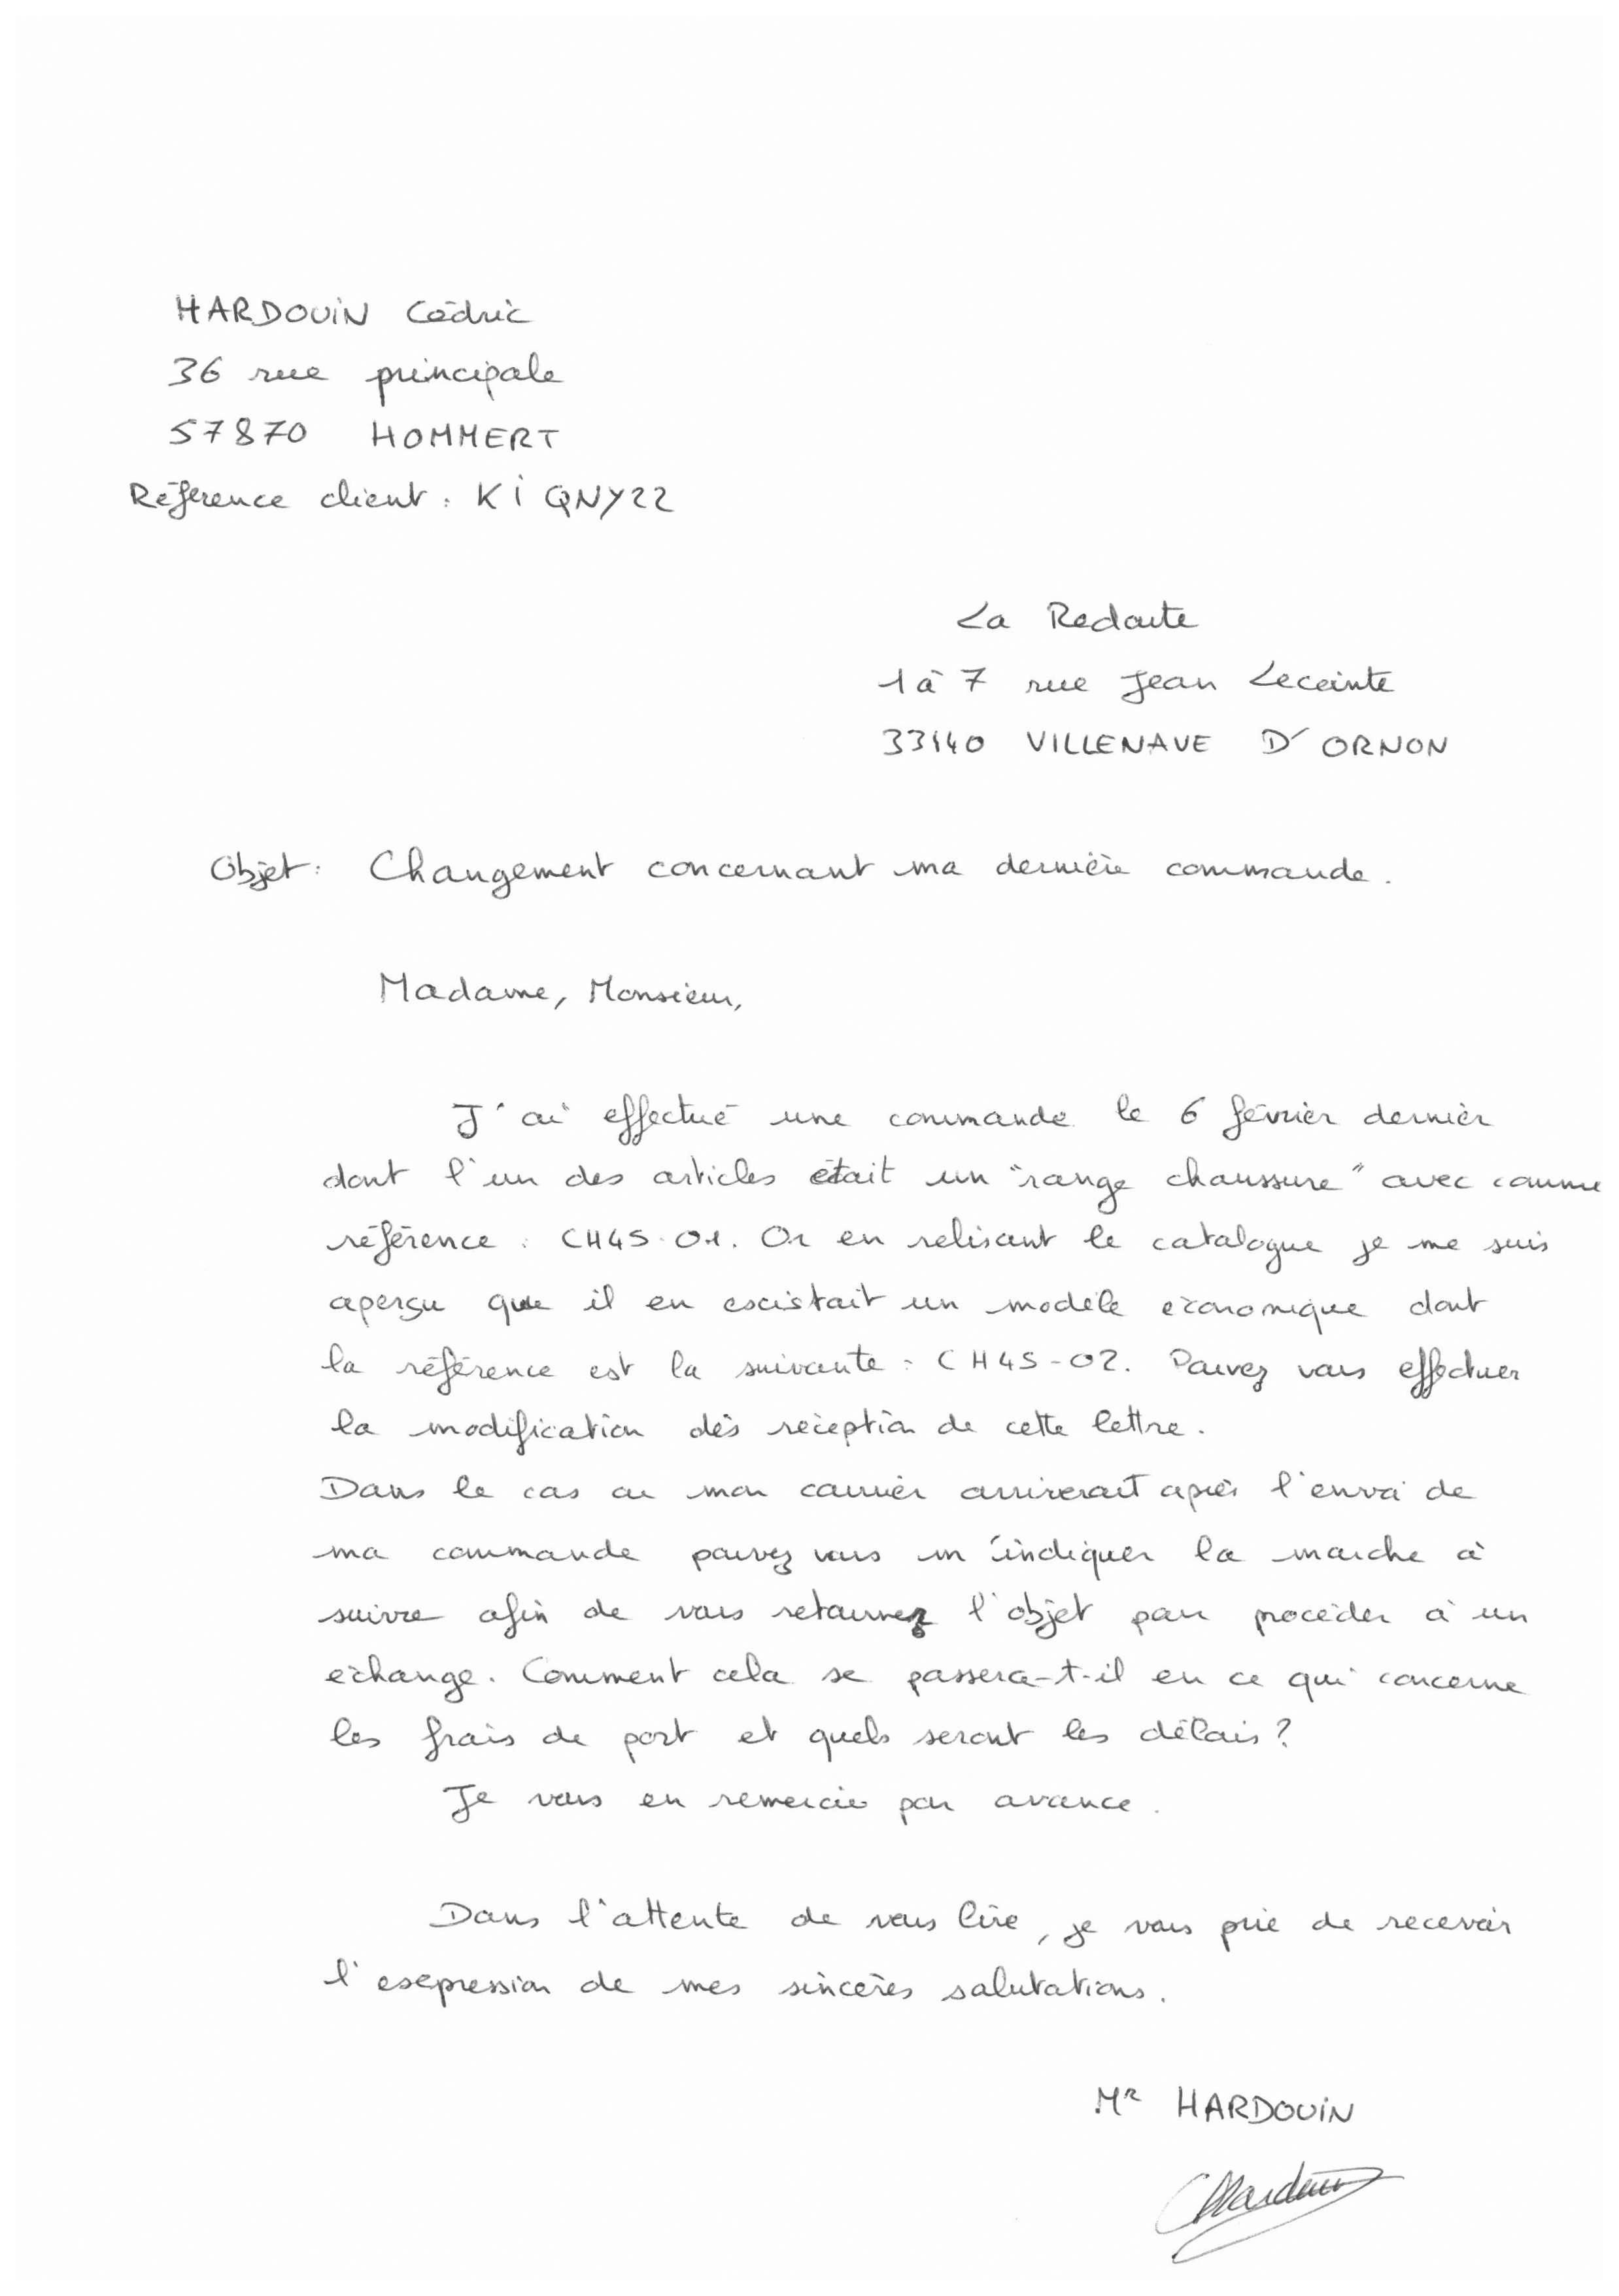 HARDOUIN Cédric
36 rue principale
57870 HOMMERT
Référence client : KIQNY22
La Redoute
1 à 7 rue Jean Lecointe
33140 VILLENAVE D'ORNON
Objet : Changement concernant ma dernière commande.
Madame, Monsieur,
J'ai effectué une commande le 6 février dernier
dont l'un des articles était un "range chaussure" avec comme
référence : CH45-01. Or en relisant le catalogue je me suis
aperçu que il en existait un modèle économique dont
la référence est la suivante : CH45-02. Pouvez vous effectuer
la modification dès réception de cette lettre.
Dans le cas ou mon courrier arriverait après l'envoi de
ma commande pouvez vous m'indiquer la marche à
suivre afin de vous retourner l'objet pour procéder à un
échange. Comment cela se passera-t-il en ce qui concerne
les frais de port et quels seront les délais ?
Je vous en remercie par avance.
Dans l'attente de vous lire, je vous prie de recevoir
l'expression de mes sincères salutations.
Mr HARDOUIN
CHardouin